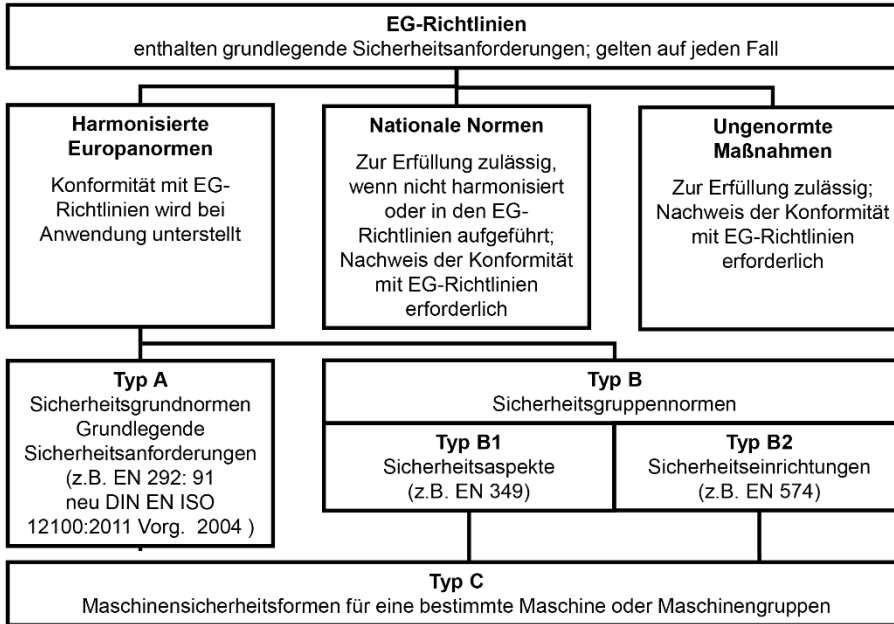 EG-Richtlinien
enthalten grundlegende Sicherheitsanforderungen; gelten auf jeden Fall
Harmonisierte
Europanormen
Konformität mit EG-
Richtlinien wird bei
Anwendung unterstellt
Nationale Normen
Zur Erfüllung zulässig,
wenn nicht harmonisiert
oder in den EG-
Richtlinien aufgeführt;
Nachweis der Konformität
mit EG-Richtlinien
erforderlich
Ungenormte
Maßnahmen
Zur Erfüllung zulässig;
Nachweis der Konformität
mit EG-Richtlinien
erforderlich
Typ A
Sicherheitsgrundnormen
Grundlegende
Sicherheitsanforderungen
(z.B. EN 292: 91
neu DIN EN ISO
12100:2011 Vorg. 2004 )
Typ B
Sicherheitsgruppennormen
Typ B1
Sicherheitsaspekte
(z.B. EN 349)
Typ B2
Sicherheitseinrichtungen
(z.B. EN 574)
Typ C
Maschinensicherheitsformen für eine bestimmte Maschine oder Maschinengruppen